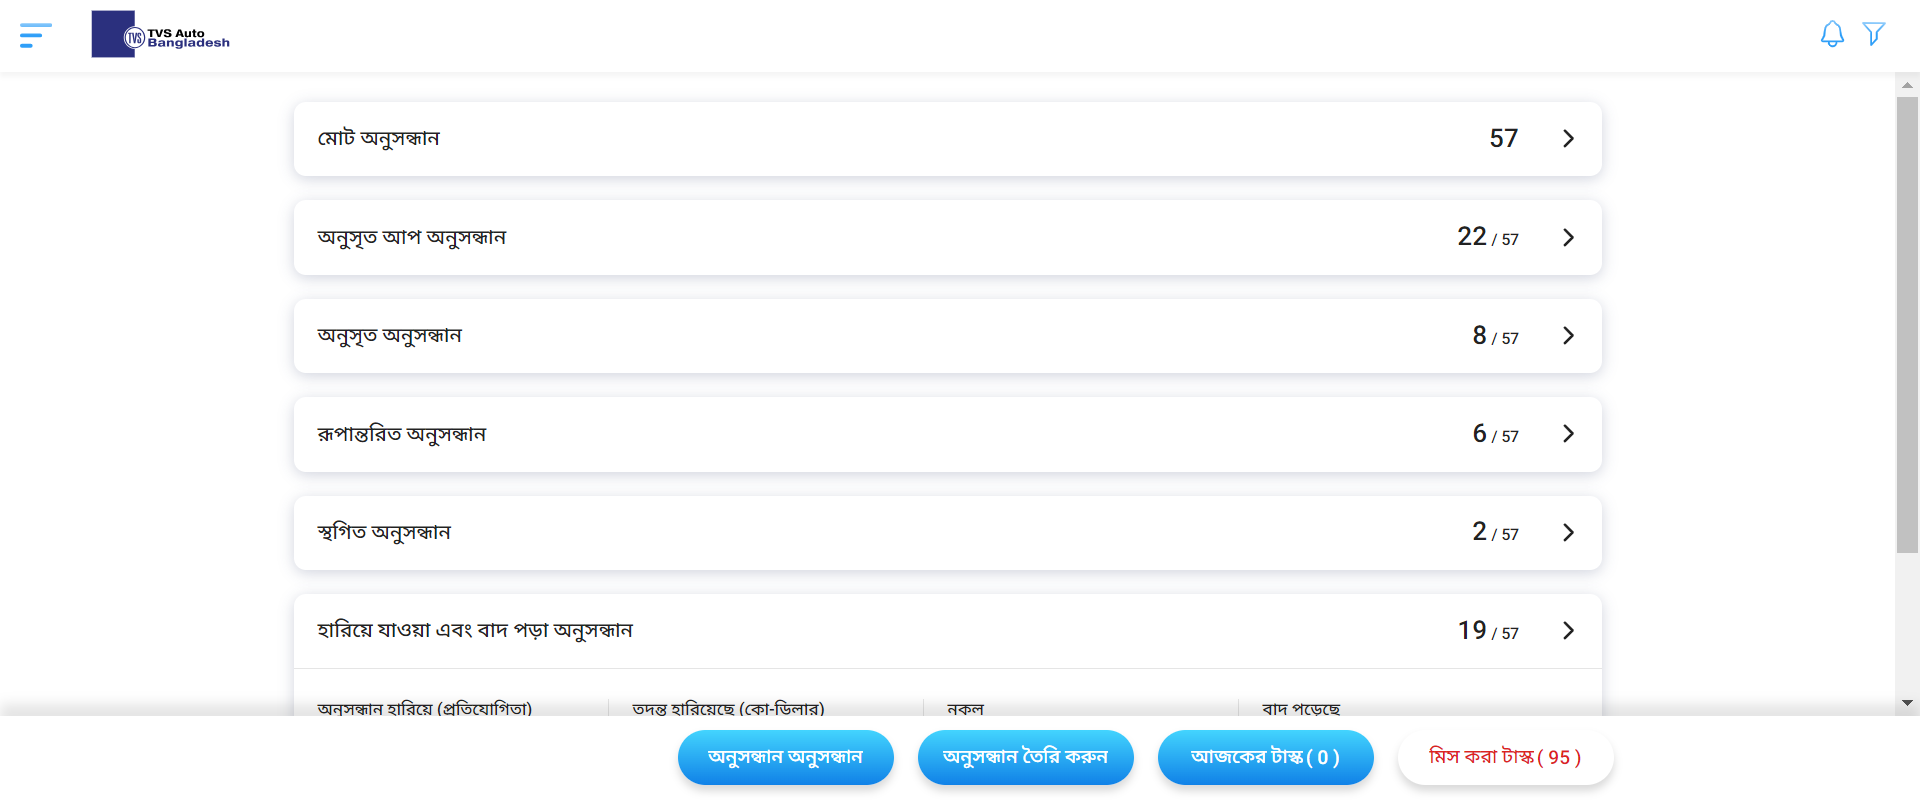 TVS
TVS Auto
Bangladesh
মোট অনুসন্ধান 57
অনুসৃত আপ অনুসন্ধান 22 / 57
অনুসৃত অনুসন্ধান 8 / 57
রূপান্তরিত অনুসন্ধান 6 / 57
স্থগিত অনুসন্ধান 2 / 57
হারিয়ে যাওয়া এবং বাদ পড়া অনুসন্ধান 19 / 57
অনুসন্ধান হারিয়ে (প্রতিযোগিতা) তদন্ত হারিয়েছে (কো-ডিলার) নকল বাদ পড়েছে
অনুসন্ধান অনুসন্ধান অনুসন্ধান তৈরি করুন আজকের টাস্ক ( 0 ) মিস করা টাস্ক ( 95 )